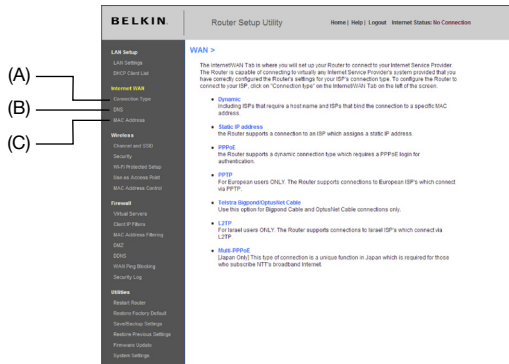 BELKIN.
Router Setup Utility
Home | Help | Logout Internet Status: No Connection
(A)
(B)
(C)
LAN Setup
LAN Settings
DHCP Client List
Internet WAN
Connection Type
DNS
MAC Address
Wireless
Channel and SSID
Security
Wi-Fi Protected Setup
Use as Access Point
MAC Address Control
Firewall
Virtual Servers
Client IP Filters
MAC Address Filtering
DMZ
DDNS
WAN Ping Blocking
Security Log
Utilities
Restart Router
Restore Factory Default
Save/Backup Settings
Restore Previous Settings
Firmware Update
System Settings
WAN >
The Internet/WAN Tab is where you will set up your Router to connect to your Internet Service Provider.
The Router is capable of connecting to virtually any Internet Service Provider's system provided that you
have correctly configured the Router's settings for your ISP's connection type. To configure the Router to
connect to your ISP, click on "Connection type" on the Internet/WAN Tab on the left of the screen.
Dynamic
Including ISPs that require a host name and ISPs that bind the connection to a specific MAC
address.
Static IP address
the Router supports a connection to an ISP which assigns a static IP address.
PPPoE
the Router supports a dynamic connection type which requires a PPPoE login for
authentication.
PPTP
For European users ONLY. The Router supports connections to European ISP's which connect
via PPTP.
Telstra Bigpond/OptusNet Cable
Use this option for Bigpond Cable and OptusNet Cable connections only.
L2TP
For Israel users ONLY. The Router supports connections to Israel ISP's which connect via
L2TP.
Multi-PPPoE
[Japan Only] This type of connection is a unique function in Japan which is required for those
who subscribe NTT's broadband Internet.